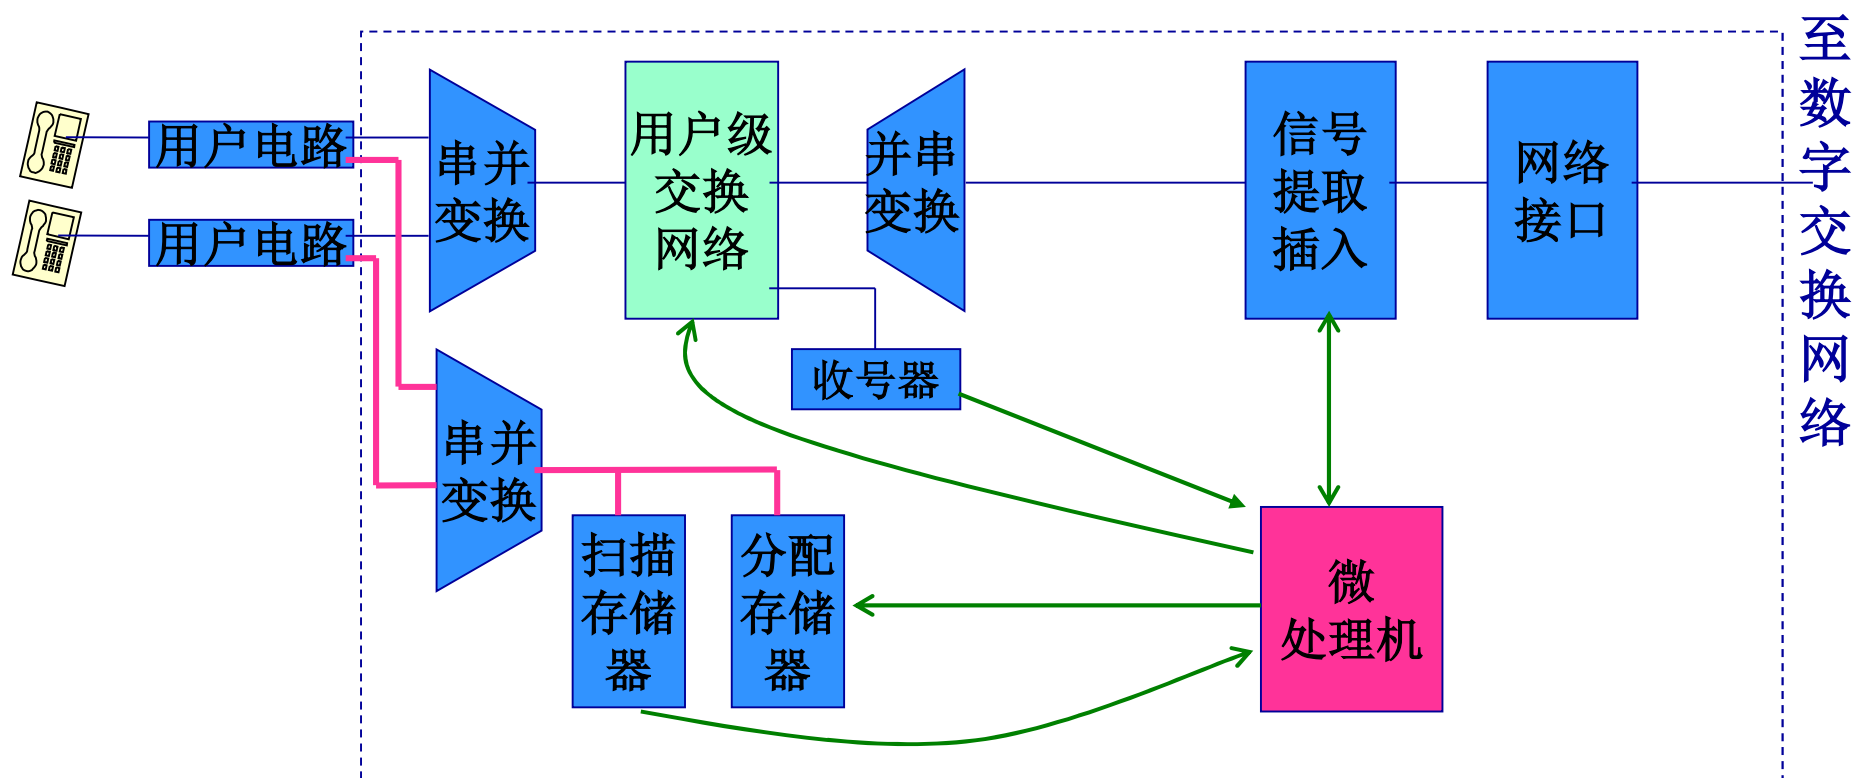 用户电路
用户电路
串并
变换
用户级
交换
网络
并串
变换
信号
提取
插入
网络
接口
至
数
字
交
换
网
络
收号器
串并
变换
扫描
存储
器
分配
存储
器
微
处理机